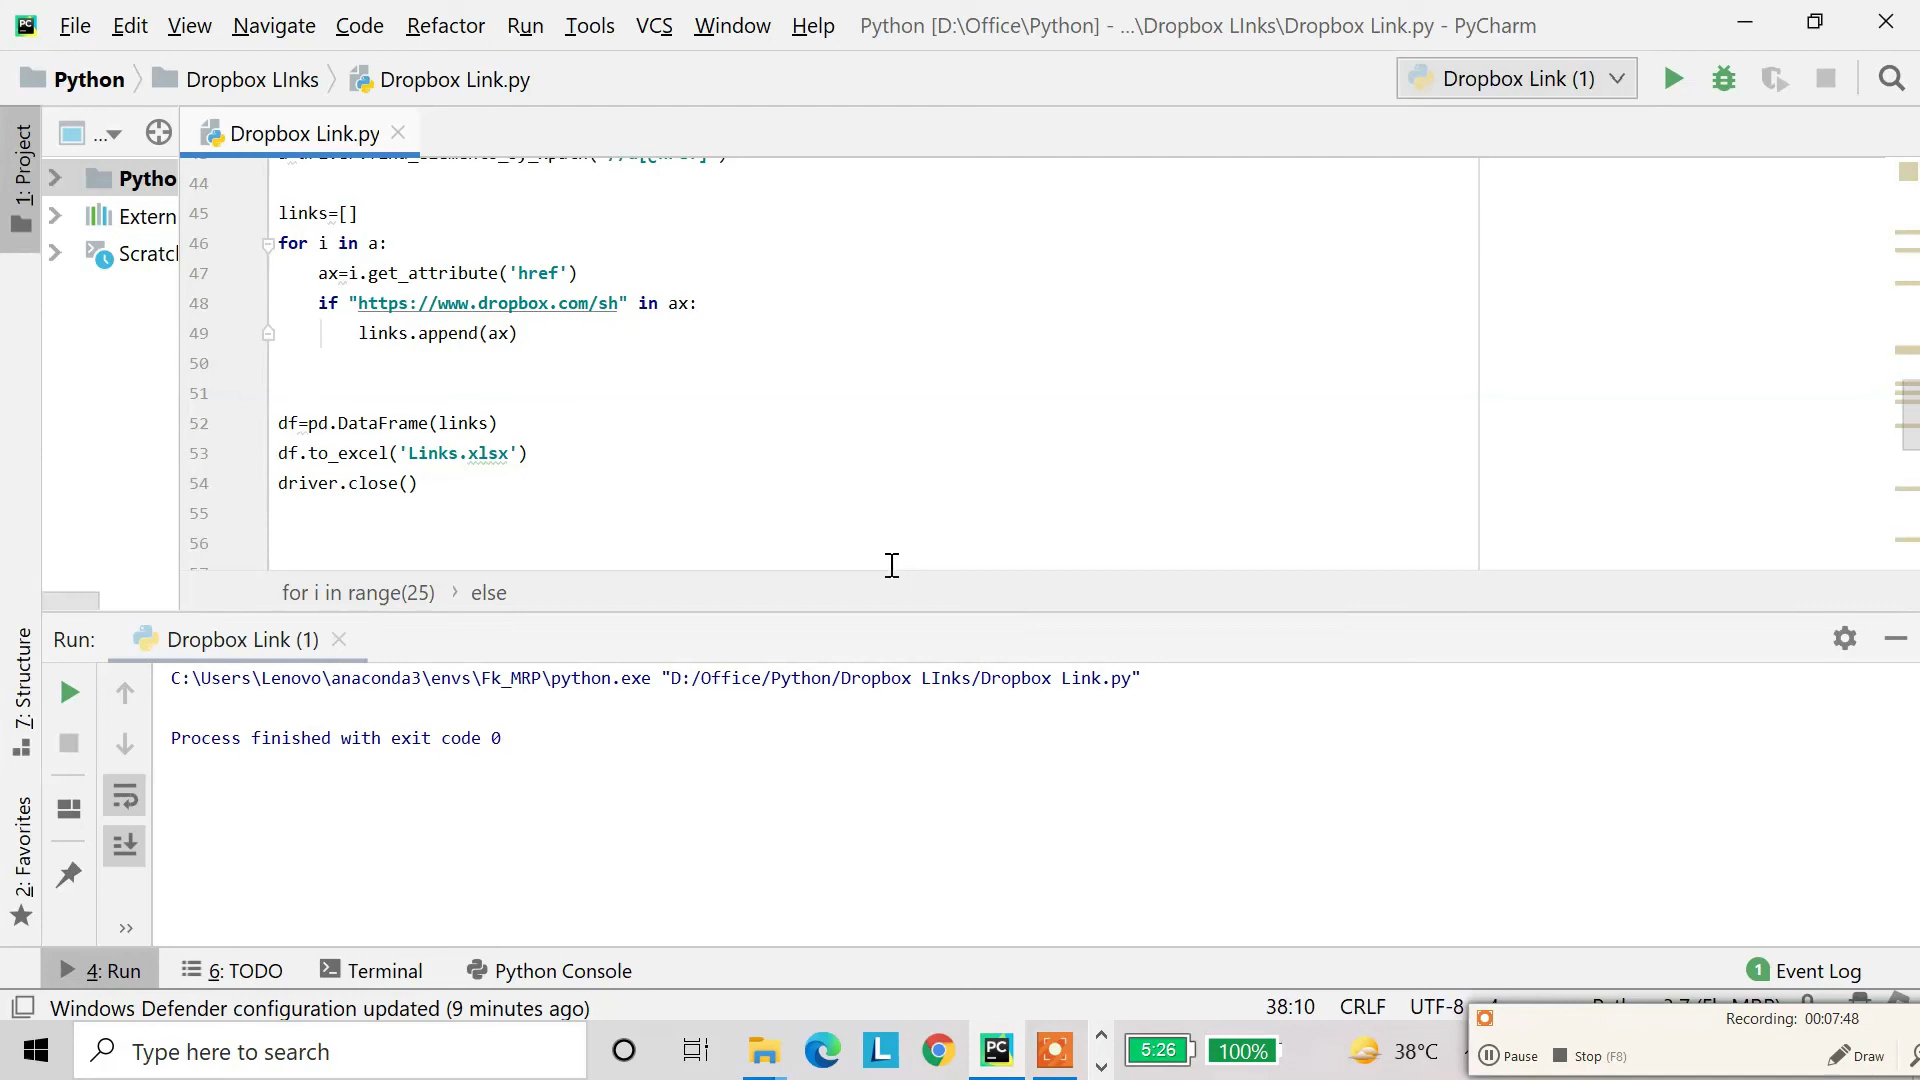 File Edit View Navigate Code Refactor Run Tools VCS Window Help Python [D:\Office\Python] - ...\Dropbox LInks\Dropbox Link.py - PyCharm
Python Dropbox LInks Dropbox Link.py Dropbox Link (1)
1: Project
... Dropbox Link.py
Pytho
Extern
Scratcl
44
45 links=[]
46 for i in a:
47 ax=i.get_attribute('href')
48 if "https://www.dropbox.com/sh" in ax:
49 links.append(ax)
50
51
52 df=pd.DataFrame(links)
53 df.to_excel('Links.xlsx')
54 driver.close()
55
56
for i in range(25) › else
Run: Dropbox Link (1)
C:\Users\Lenovo\anaconda3\envs\Fk_MRP\python.exe "D:/Office/Python/Dropbox LInks/Dropbox Link.py"
Process finished with exit code 0
7: Structure
2: Favorites
»
4: Run 6: TODO Terminal Python Console 1 Event Log
Windows Defender configuration updated (9 minutes ago) 38:10 CRLF UTF-8
Recording: 00:07:48
Pause Stop (F8) Draw
Type here to search L PC 5:26 100% 38°C